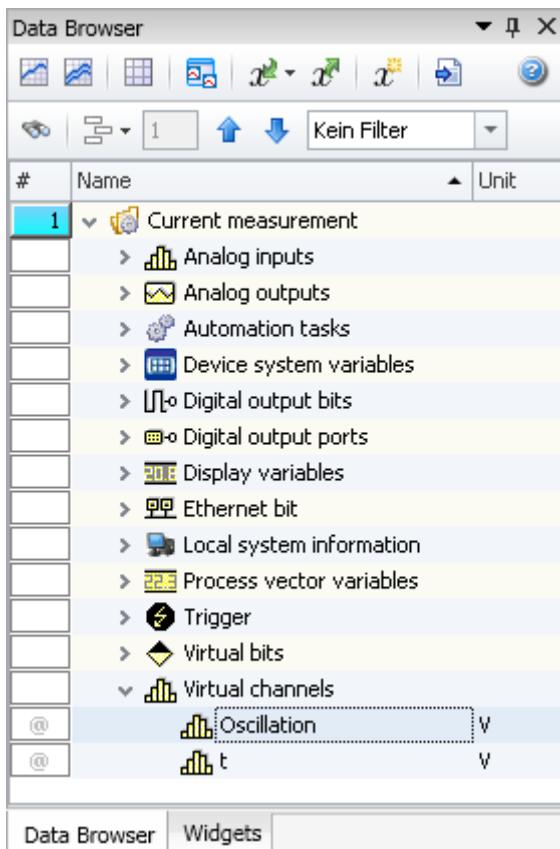 Data Browser
1 Kein Filter
# Name Unit
1 Current measurement
Analog inputs
Analog outputs
Automation tasks
Device system variables
Digital output bits
Digital output ports
Display variables
Ethernet bit
Local system information
Process vector variables
Trigger
Virtual bits
Virtual channels
@ Oscillation V
@ t V
Data Browser Widgets